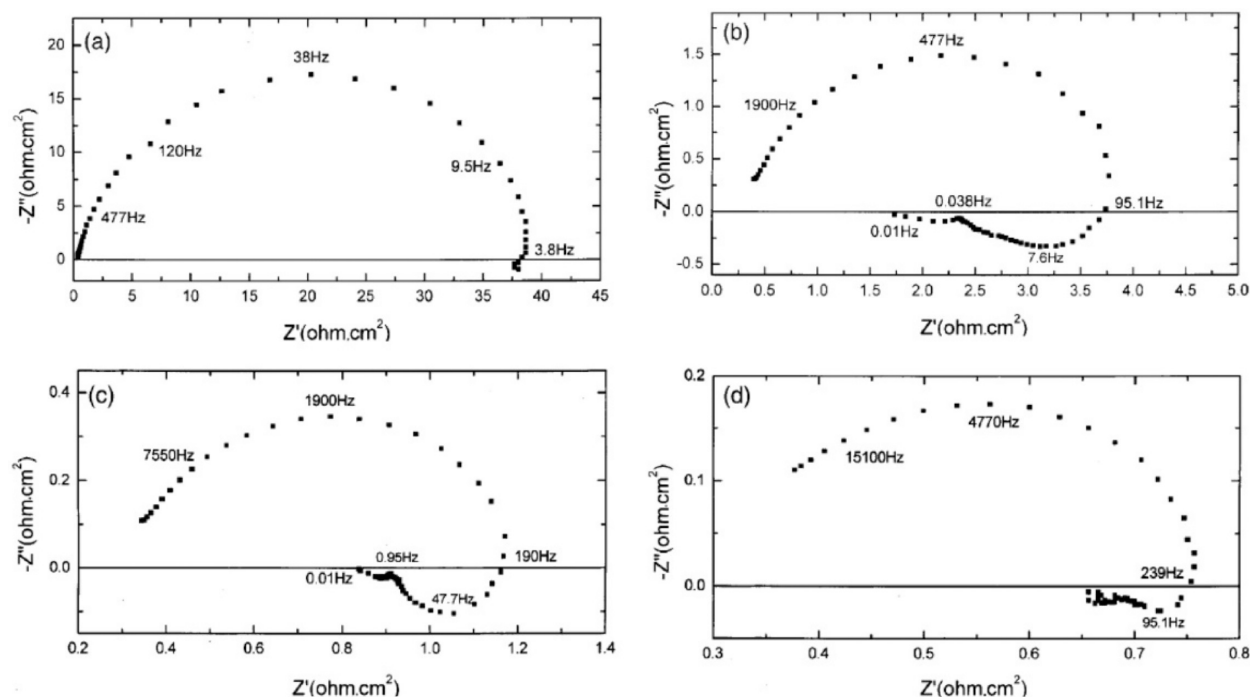 (a)
38Hz
120Hz
9.5Hz
477Hz
3.8Hz
-Z"(ohm.cm²)
20
15
10
5
0
0 5 10 15 20 25 30 35 40 45
Z'(ohm.cm²)
(b)
477Hz
1900Hz
0.038Hz
95.1Hz
0.01Hz
7.6Hz
-Z"(ohm.cm²)
1.5
1.0
0.5
0.0
-0.5
0.0 0.5 1.0 1.5 2.0 2.5 3.0 3.5 4.0 4.5 5.0
Z'(ohm.cm²)
(c)
1900Hz
7550Hz
0.95Hz
190Hz
0.01Hz
47.7Hz
-Z"(ohm.cm²)
0.4
0.2
0.0
0.2 0.4 0.6 0.8 1.0 1.2 1.4
Z'(ohm.cm²)
(d)
4770Hz
15100Hz
239Hz
95.1Hz
-Z"(ohm.cm²)
0.2
0.1
0.0
0.3 0.4 0.5 0.6 0.7 0.8
Z'(ohm.cm²)